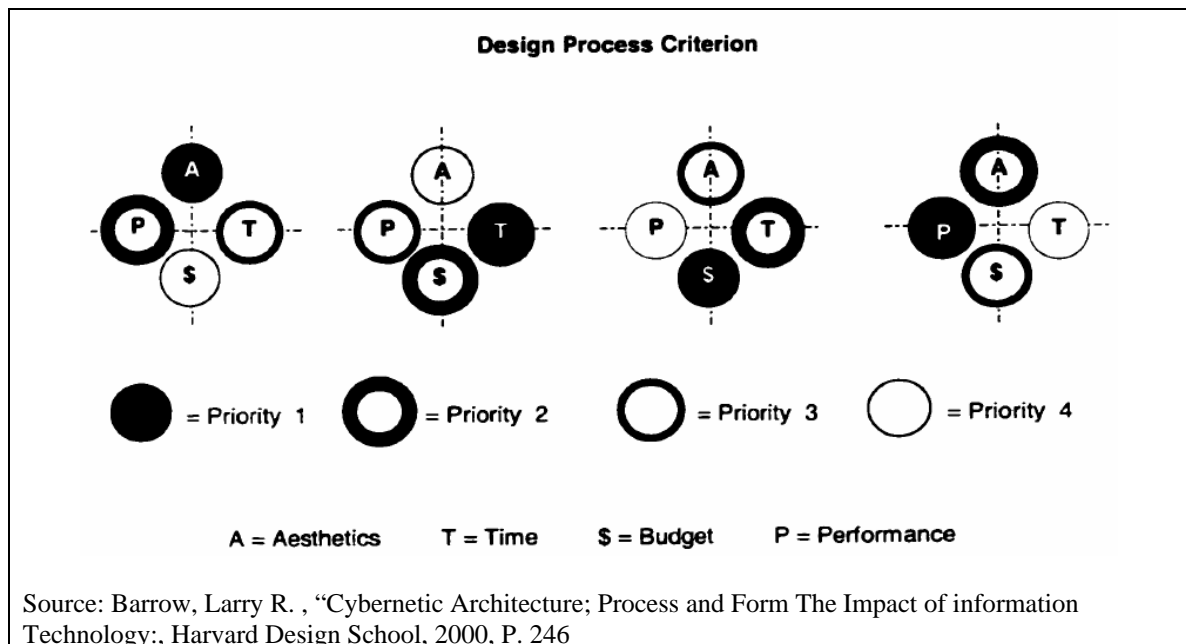 Design Process Criterion
A A A A
P T P T P T P T
$ $ $ $
= Priority 1 = Priority 2 = Priority 3 = Priority 4
A = Aesthetics T = Time $ = Budget P = Performance
Source: Barrow, Larry R. , “Cybernetic Architecture; Process and Form The Impact of information
Technology:, Harvard Design School, 2000, P. 246